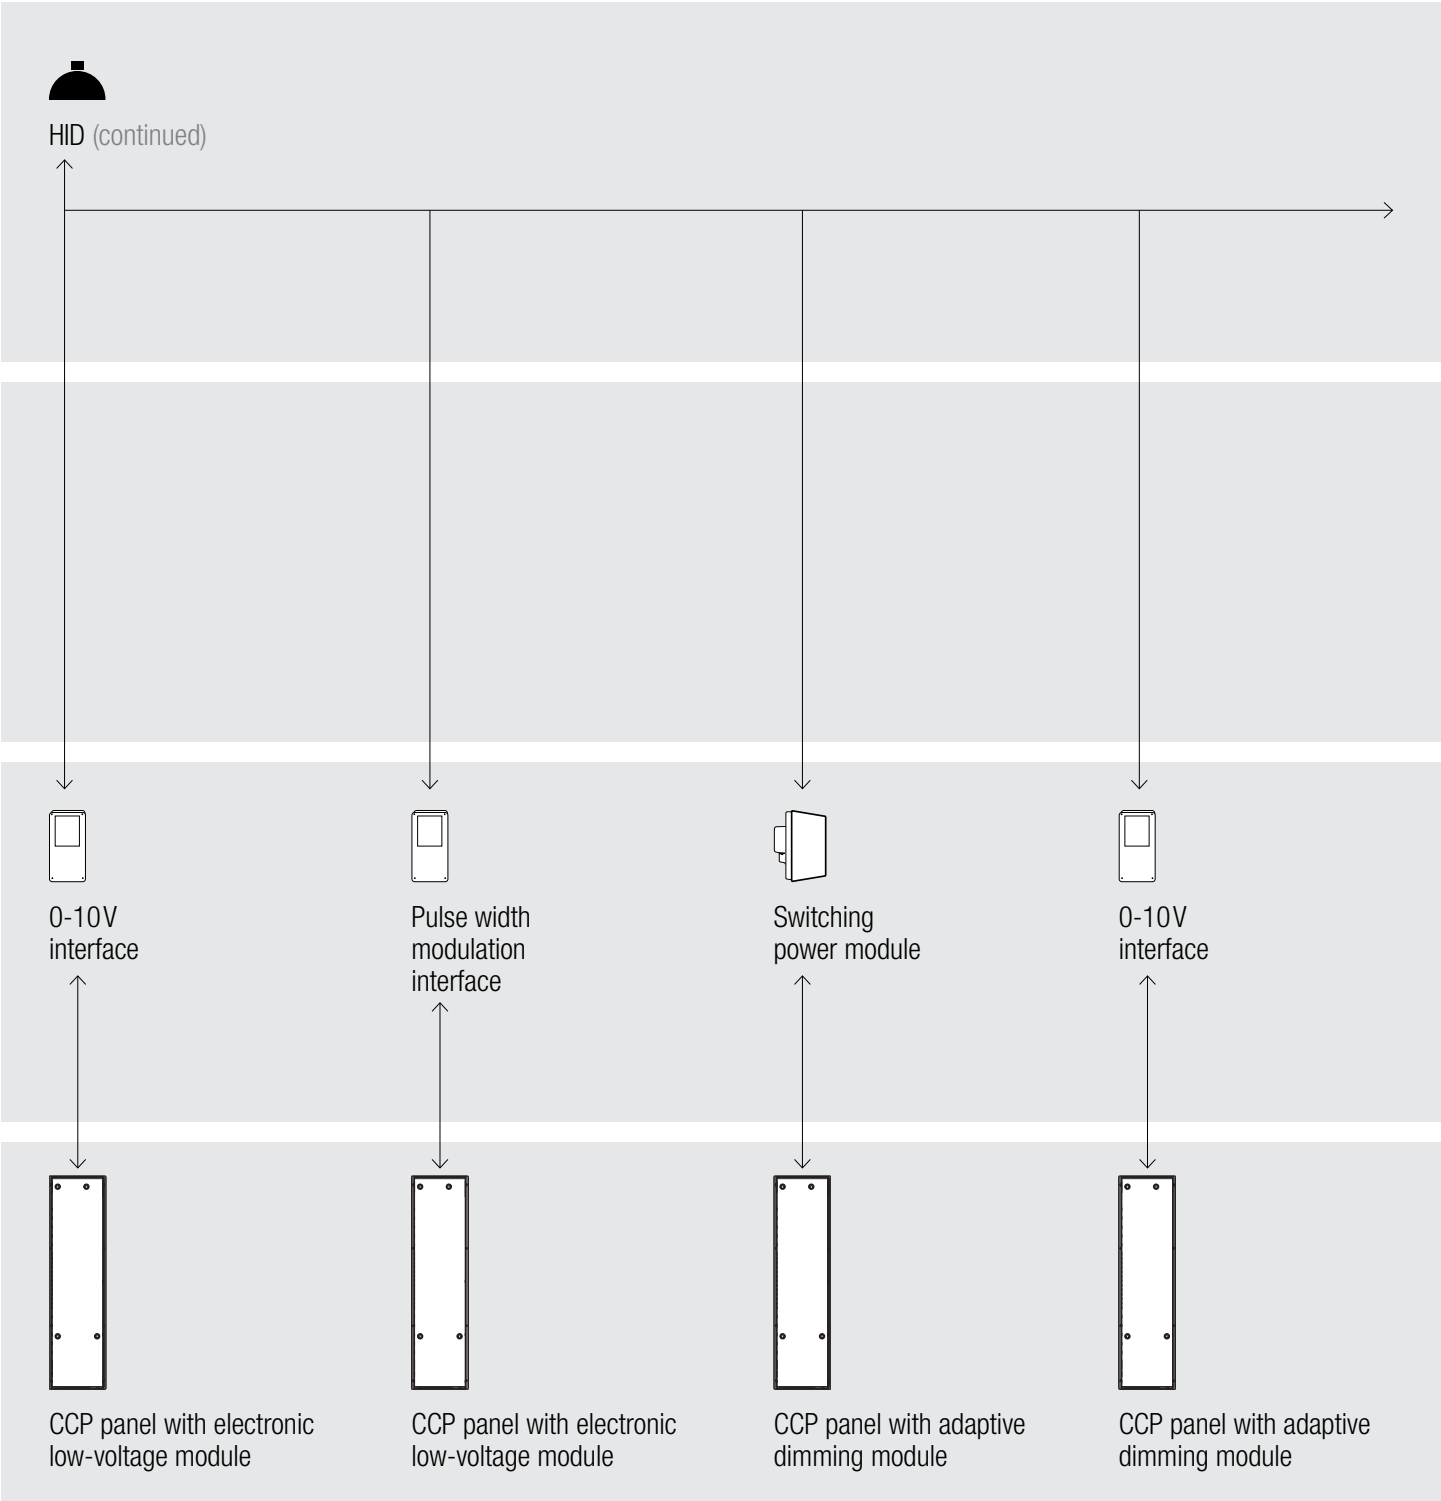 HID (continued)
0-10V
interface
Pulse width
modulation
interface
Switching
power module
0-10V
interface
CCP panel with electronic
low-voltage module
CCP panel with electronic
low-voltage module
CCP panel with adaptive
dimming module
CCP panel with adaptive
dimming module